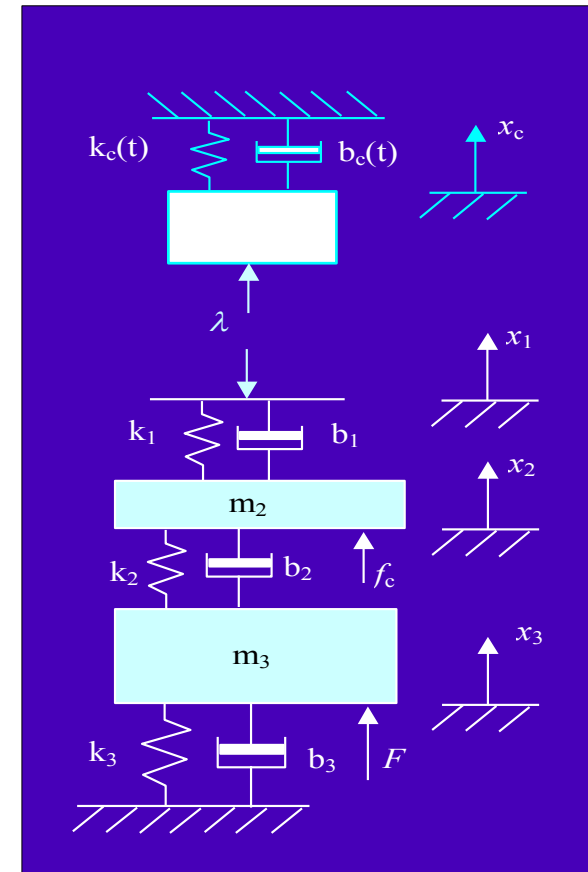 k_c(t) b_c(t) x_c
λ
x_1
k_1 b_1
x_2
m_2
k_2 b_2 f_c
x_3
m_3
k_3 b_3 F